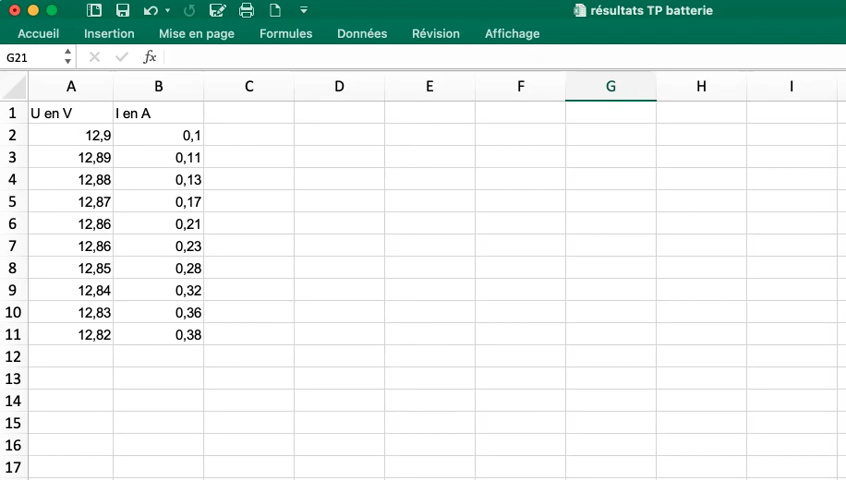 résultats TP batterie
Accueil Insertion Mise en page Formules Données Révision Affichage
G21 fx
A B C D E F G H I
1 U en V I en A
2 12,9 0,1
3 12,89 0,11
4 12,88 0,13
5 12,87 0,17
6 12,86 0,21
7 12,86 0,23
8 12,85 0,28
9 12,84 0,32
10 12,83 0,36
11 12,82 0,38
12
13
14
15
16
17